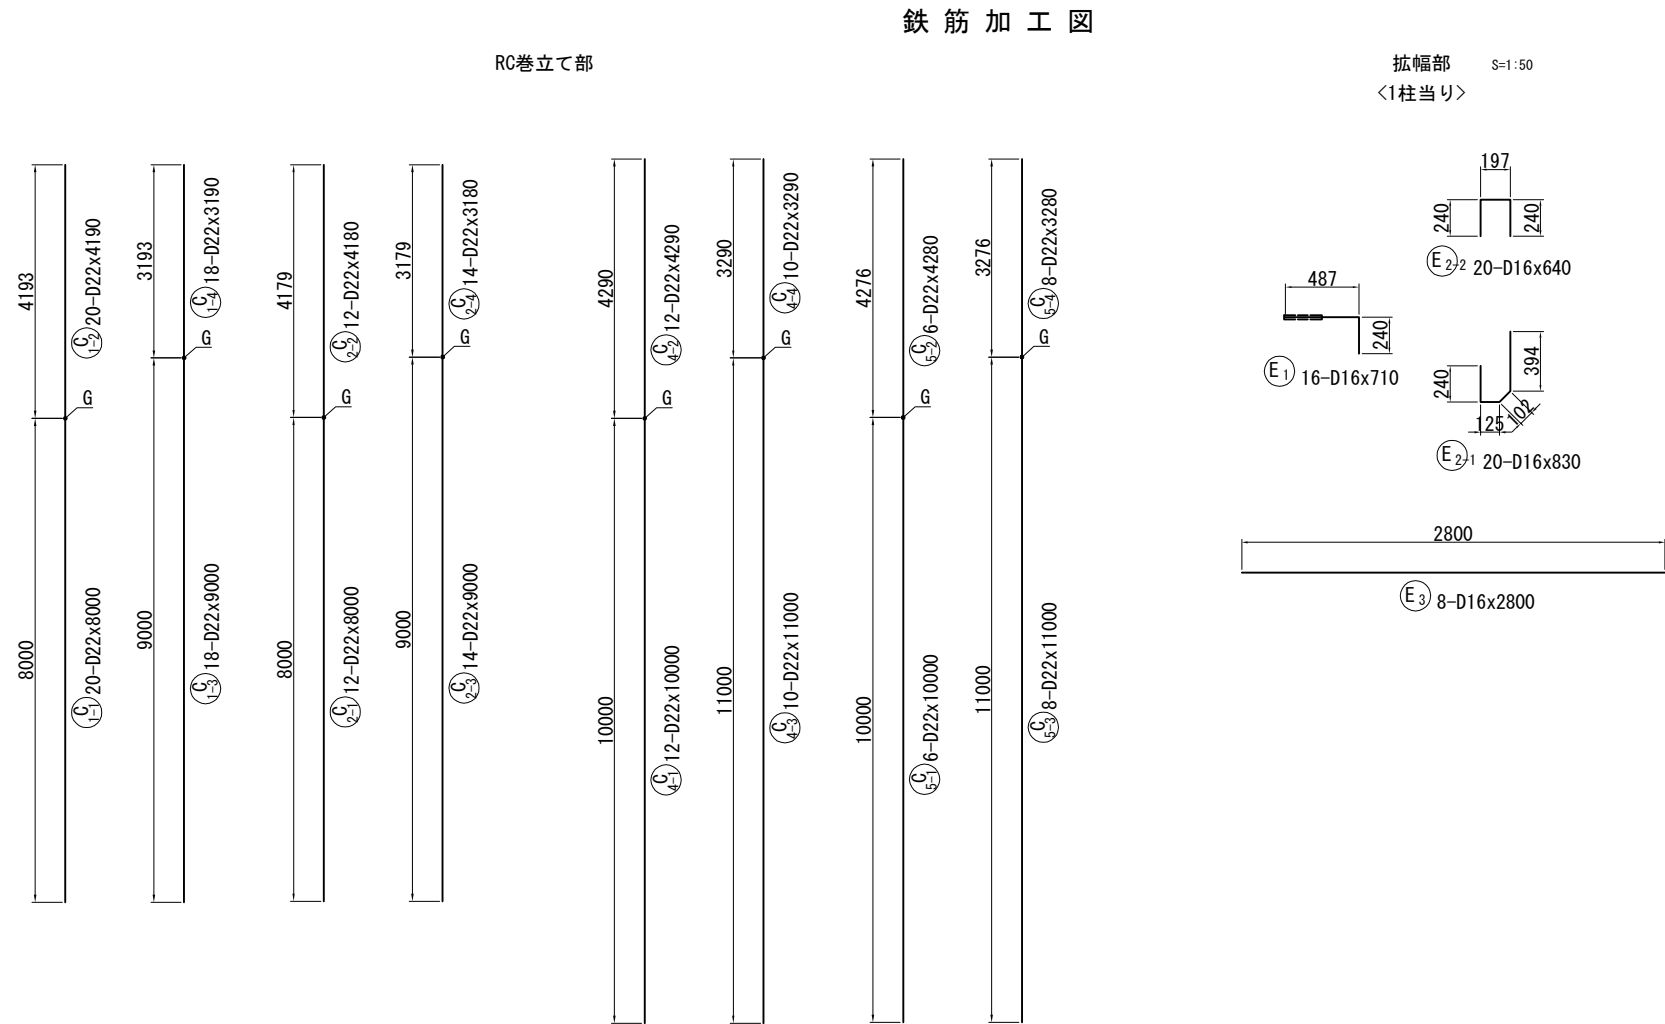 鉄筋加工図
RC巻立て部
4193
C1-2 20-D22x4190
G
8000
C1-1 20-D22x8000
3193
C1-4 18-D22x3190
G
9000
C1-3 18-D22x9000
4179
C2-2 12-D22x4180
G
8000
C2-1 12-D22x8000
3179
C2-4 14-D22x3180
G
9000
C2-3 14-D22x9000
4290
C4-2 12-D22x4290
G
10000
C4-1 12-D22x10000
3290
C4-4 10-D22x3290
G
11000
C4-3 10-D22x11000
4276
C5-2 6-D22x4280
G
10000
C5-1 6-D22x10000
3276
C5-4 8-D22x3280
G
11000
C5-3 8-D22x11000
拡幅部 S=1:50
<1柱当り>
197
240
240
E2-2 20-D16x640
487
240
E1 16-D16x710
394
240
125
102
E2-1 20-D16x830
2800
E3 8-D16x2800